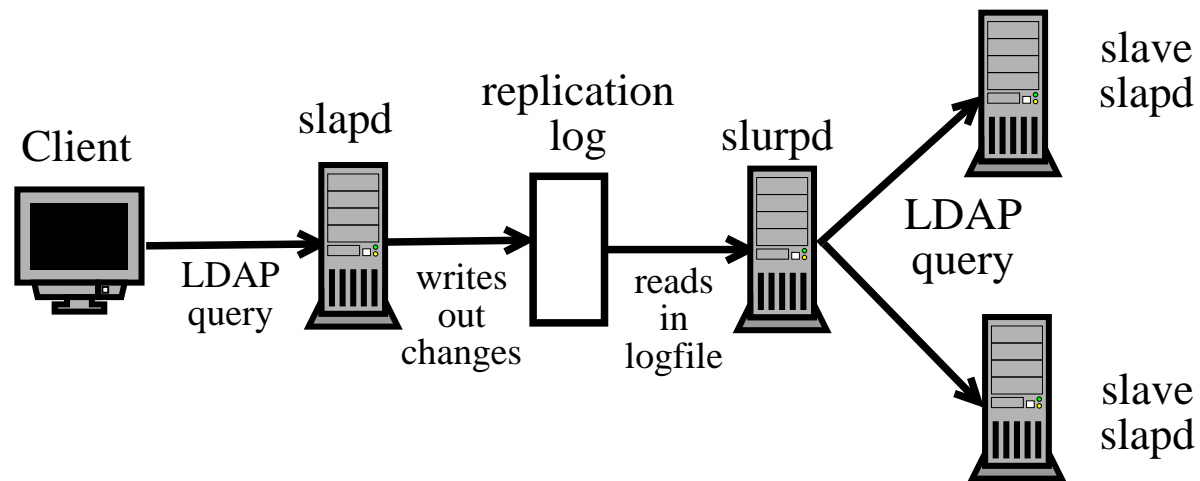 Client
slapd
replication
log
slurpd
slave
slapd
LDAP
query
writes
out
changes
reads
in
logfile
LDAP
query
slave
slapd